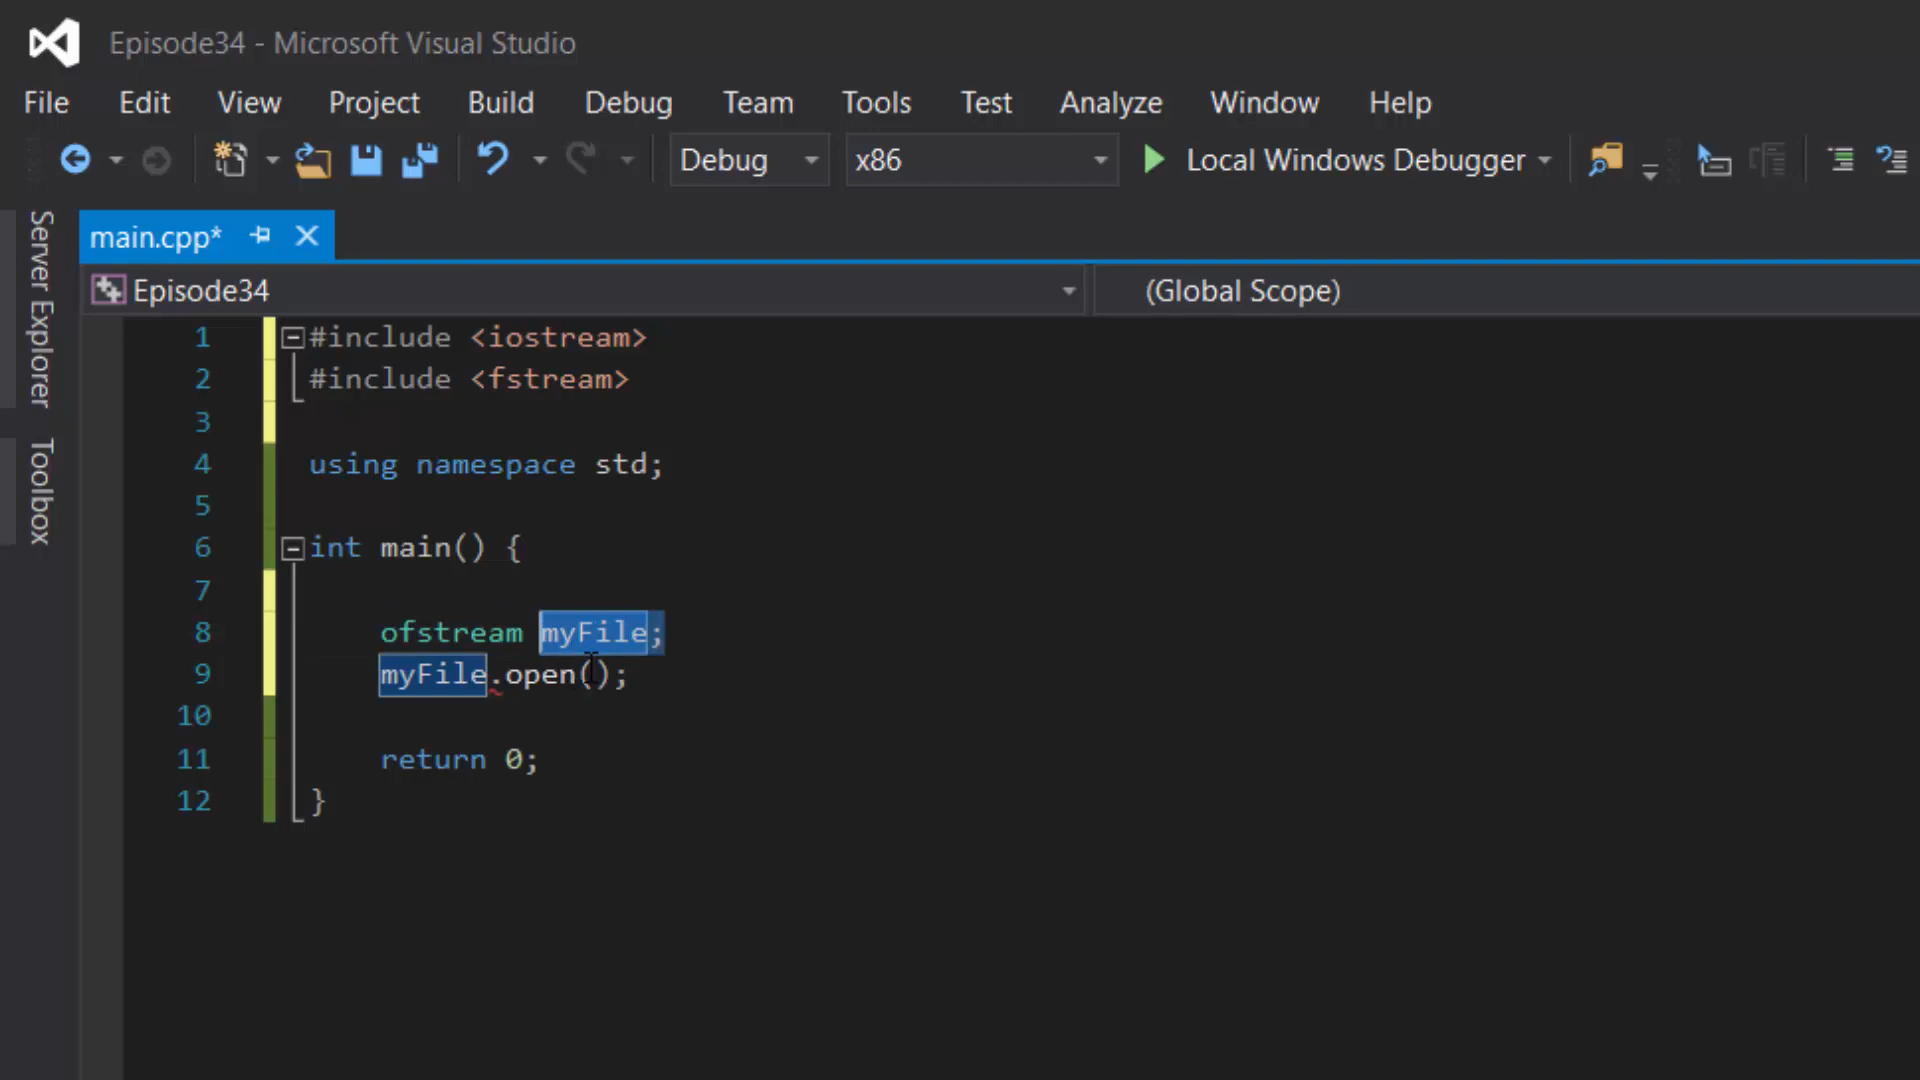 Episode34 - Microsoft Visual Studio
File Edit View Project Build Debug Team Tools Test Analyze Window Help
Debug x86 Local Windows Debugger
Server Explorer
Toolbox
main.cpp*
Episode34 (Global Scope)
1 #include <iostream>
2 #include <fstream>
3
4 using namespace std;
5
6 int main() {
7
8 ofstream myFile;
9 myFile.open();
10
11 return 0;
12 }